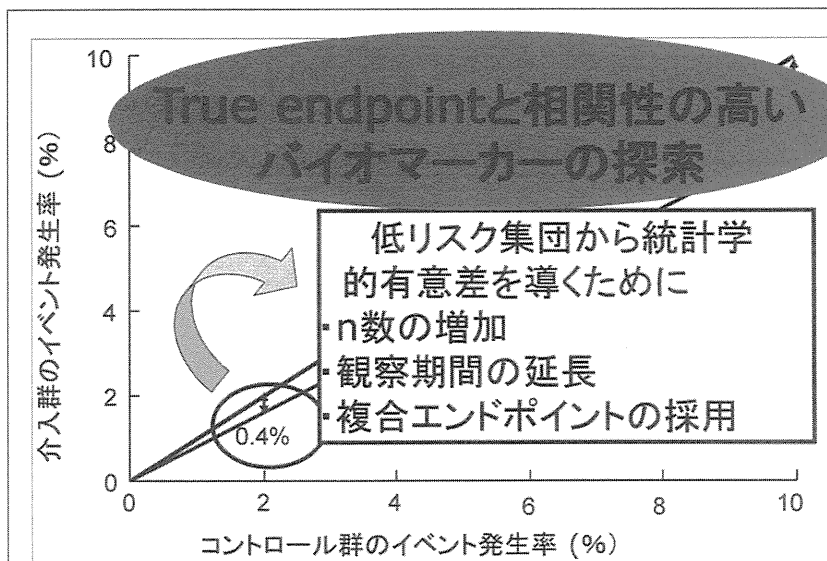 True endpointと相関性の高い
バイオマーカーの探索
低リスク集団から統計学
的有意差を導くために
・n数の増加
・観察期間の延長
・複合エンドポイントの採用
0.4%
介入群のイベント発生率 (%)
10
8
6
4
2
0
0 2 4 6 8 10
コントロール群のイベント発生率 (%)